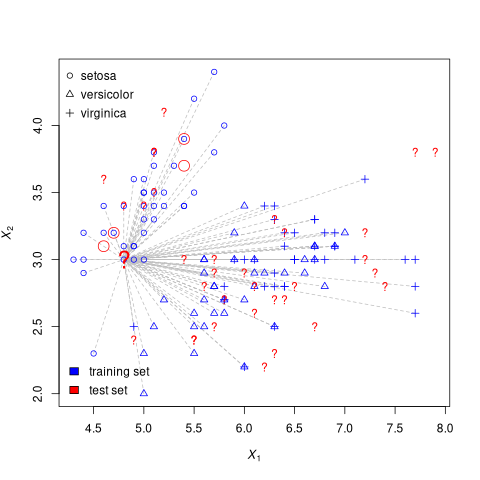 setosa
versicolor
virginica
X₂
2.0 2.5 3.0 3.5 4.0
training set
test set
4.5 5.0 5.5 6.0 6.5 7.0 7.5 8.0
X₁